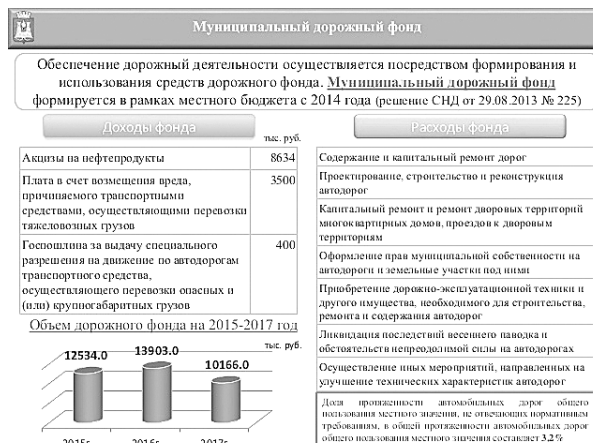 Муниципальный дорожный фонд
Обеспечение дорожный деятельности осуществляется посредством формирования и
использования средств дорожного фонда. Муниципальный дорожный фонд
формируется в рамках местного бюджета с 2014 года (решение СНД от 29.08.2013 № 225)
Доходы фонда
тыс. руб.
Акцизы на нефтепродукты 8634
Плата в счет возмещения вреда, 3500
причиняемого транспортными
средствами, осуществляющими перевозки
тяжеловозных грузов
Госпошлина за выдачу специального 400
разрешения на движение по автодорогам
транспортного средства,
осуществляющего перевозки опасных и
(или) крупногабаритных грузов
Объем дорожного фонда на 2015-2017 год
тыс. руб.
12534.0 13903.0 10166.0
2015г. 2016г. 2017г.
Расходы фонда
Содержание и капитальный ремонт дорог
Проектирование, строительство и реконструкция
автодорог
Капитальный ремонт и ремонт дворовых территорий
многоквартирных домов, проездов к дворовым
территориям
Оформление прав муниципальной собственности на
автодороги и земельные участки под ними
Приобретение дорожно-эксплуатационной техники и
другого имущества, необходимого для строительства,
ремонта и содержания автодорог
Ликвидация последствий весеннего паводка и
обстоятельств непреодолимой силы на автодорогах
Осуществление иных мероприятий, направленных на
улучшение технических характеристик автодорог
Доля протяженности автомобильных дорог общего
пользования местного значения, не отвечающих нормативным
требованиям, в общей протяженности автомобильных дорог
общего пользования местного значения составляет 3,2%